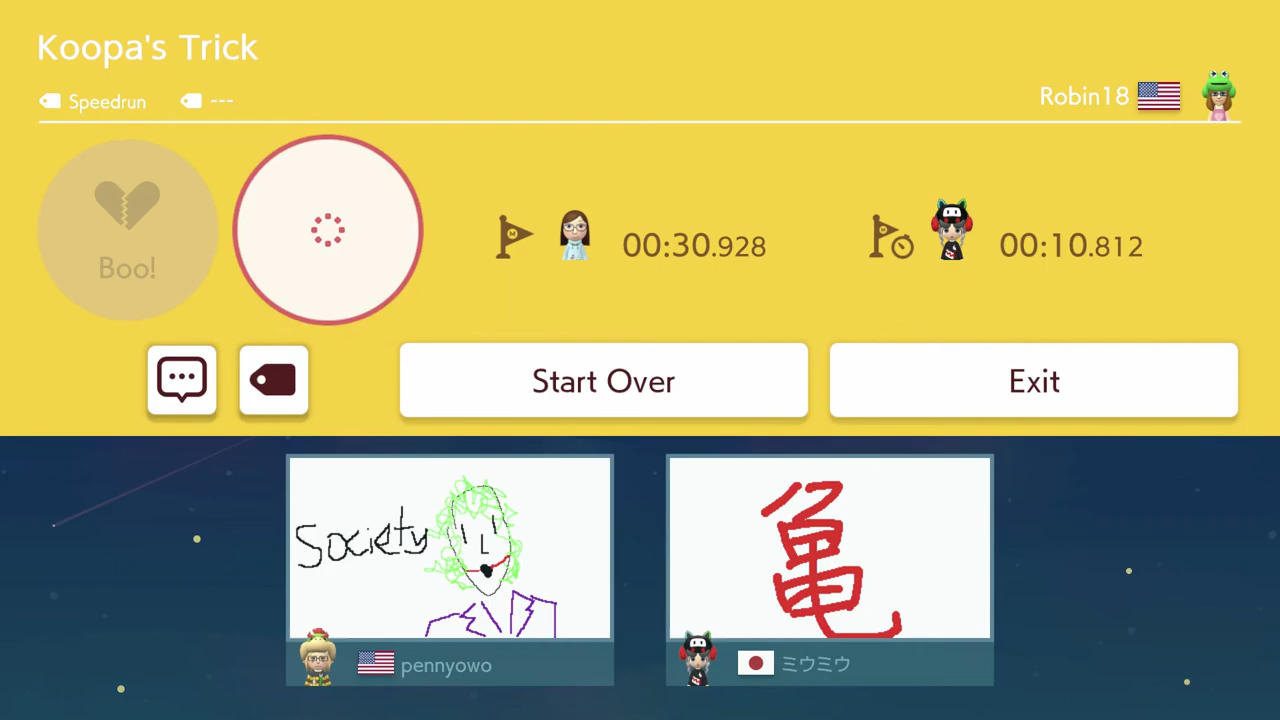 Koopa's Trick
Speedrun ---
Robin18
Boo!
00:30.928
00:10.812
Start Over
Exit
Society
亀
pennyowo
ミウミウ